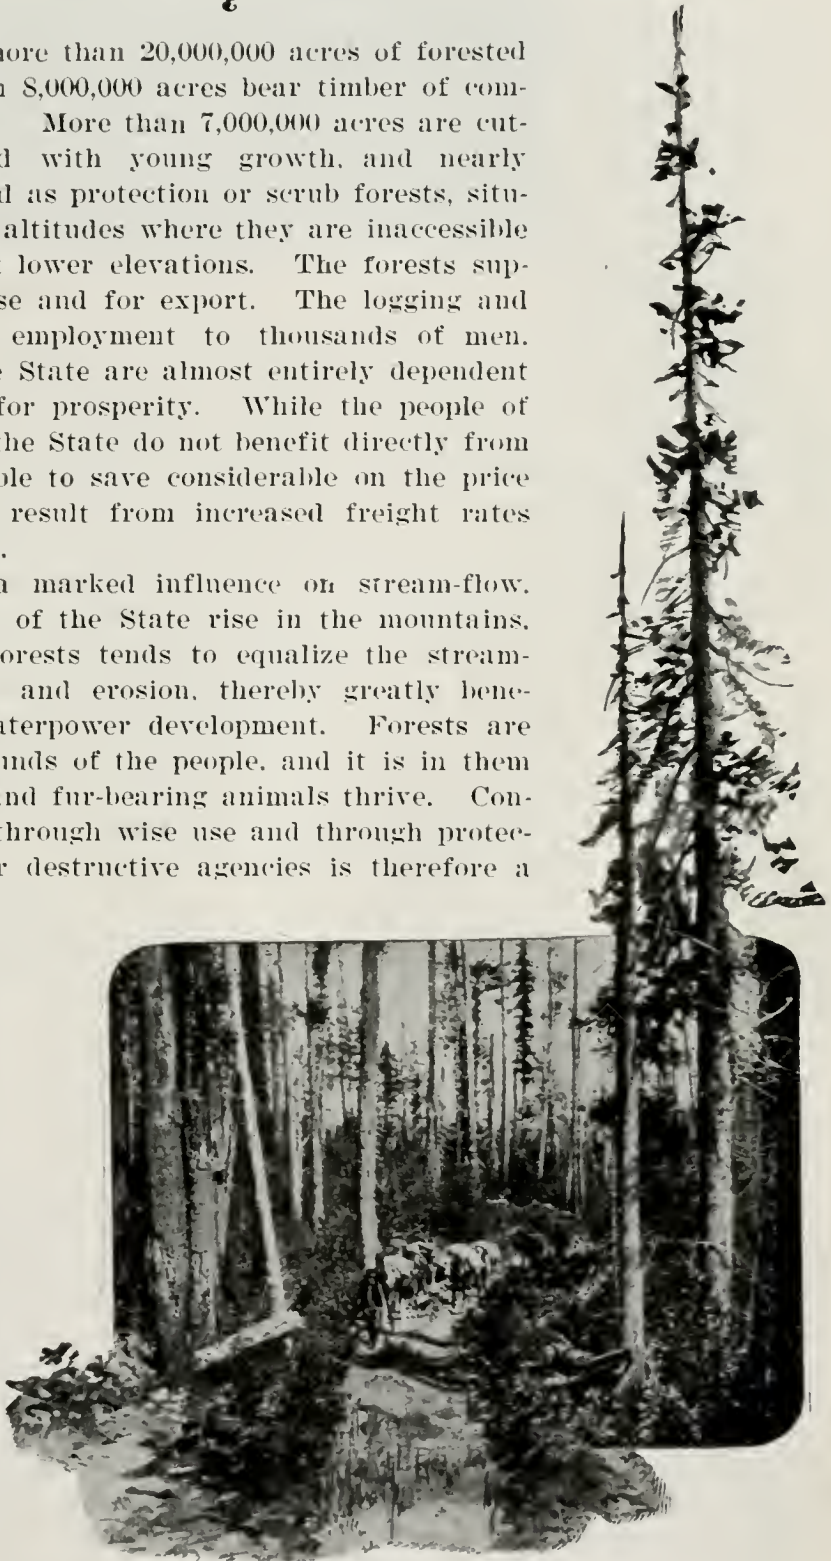 ore than 20,000,000 acres of forested
8,000,000 acres bear timber of com-
More than 7,000,000 acres are cut-
d with young growth, and nearly
d as protection or scrub forests, situ-
altitudes where they are inaccessible
t lower elevations. The forests sup-
se and for export. The logging and
employment to thousands of men.
e State are almost entirely dependent
for prosperity. While the people of
the State do not benefit directly from
ble to save considerable on the price
result from increased freight rates
.
a marked influence on stream-flow.
of the State rise in the mountains.
orests tends to equalize the stream-
and erosion, thereby greatly bene-
aterpower development. Forests are
unds of the people, and it is in them
nd fur-bearing animals thrive. Con-
through wise use and through protec-
r destructive agencies is therefore a